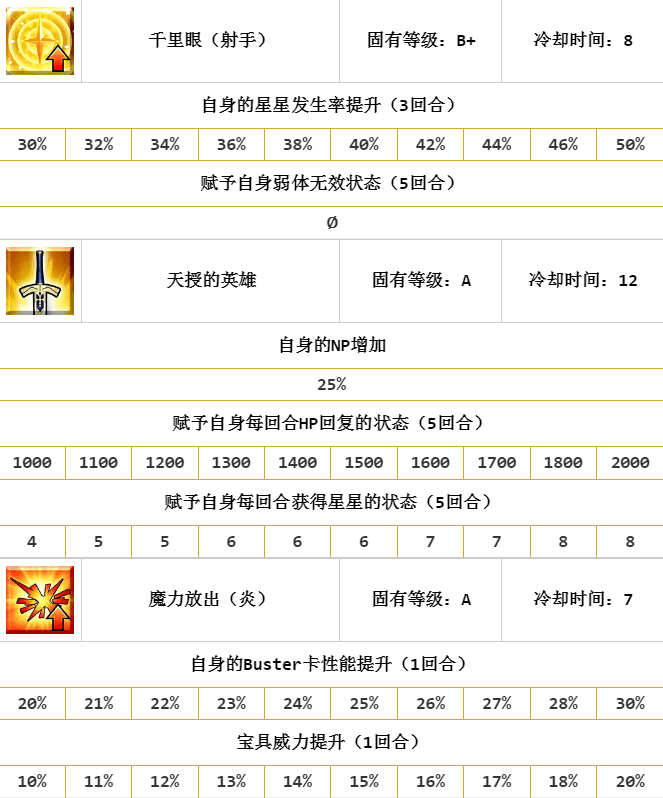 千里眼（射手） 固有等级：B+ 冷却时间：8
自身的星星发生率提升（3回合）
30% 32% 34% 36% 38% 40% 42% 44% 46% 50%
赋予自身弱体无效状态（5回合）
Ø
天授的英雄 固有等级：A 冷却时间：12
自身的NP增加
25%
赋予自身每回合HP回复的状态（5回合）
1000 1100 1200 1300 1400 1500 1600 1700 1800 2000
赋予自身每回合获得星星的状态（5回合）
4 5 5 6 6 6 7 7 8 8
魔力放出（炎） 固有等级：A 冷却时间：7
自身的Buster卡性能提升（1回合）
20% 21% 22% 23% 24% 25% 26% 27% 28% 30%
宝具威力提升（1回合）
10% 11% 12% 13% 14% 15% 16% 17% 18% 20%